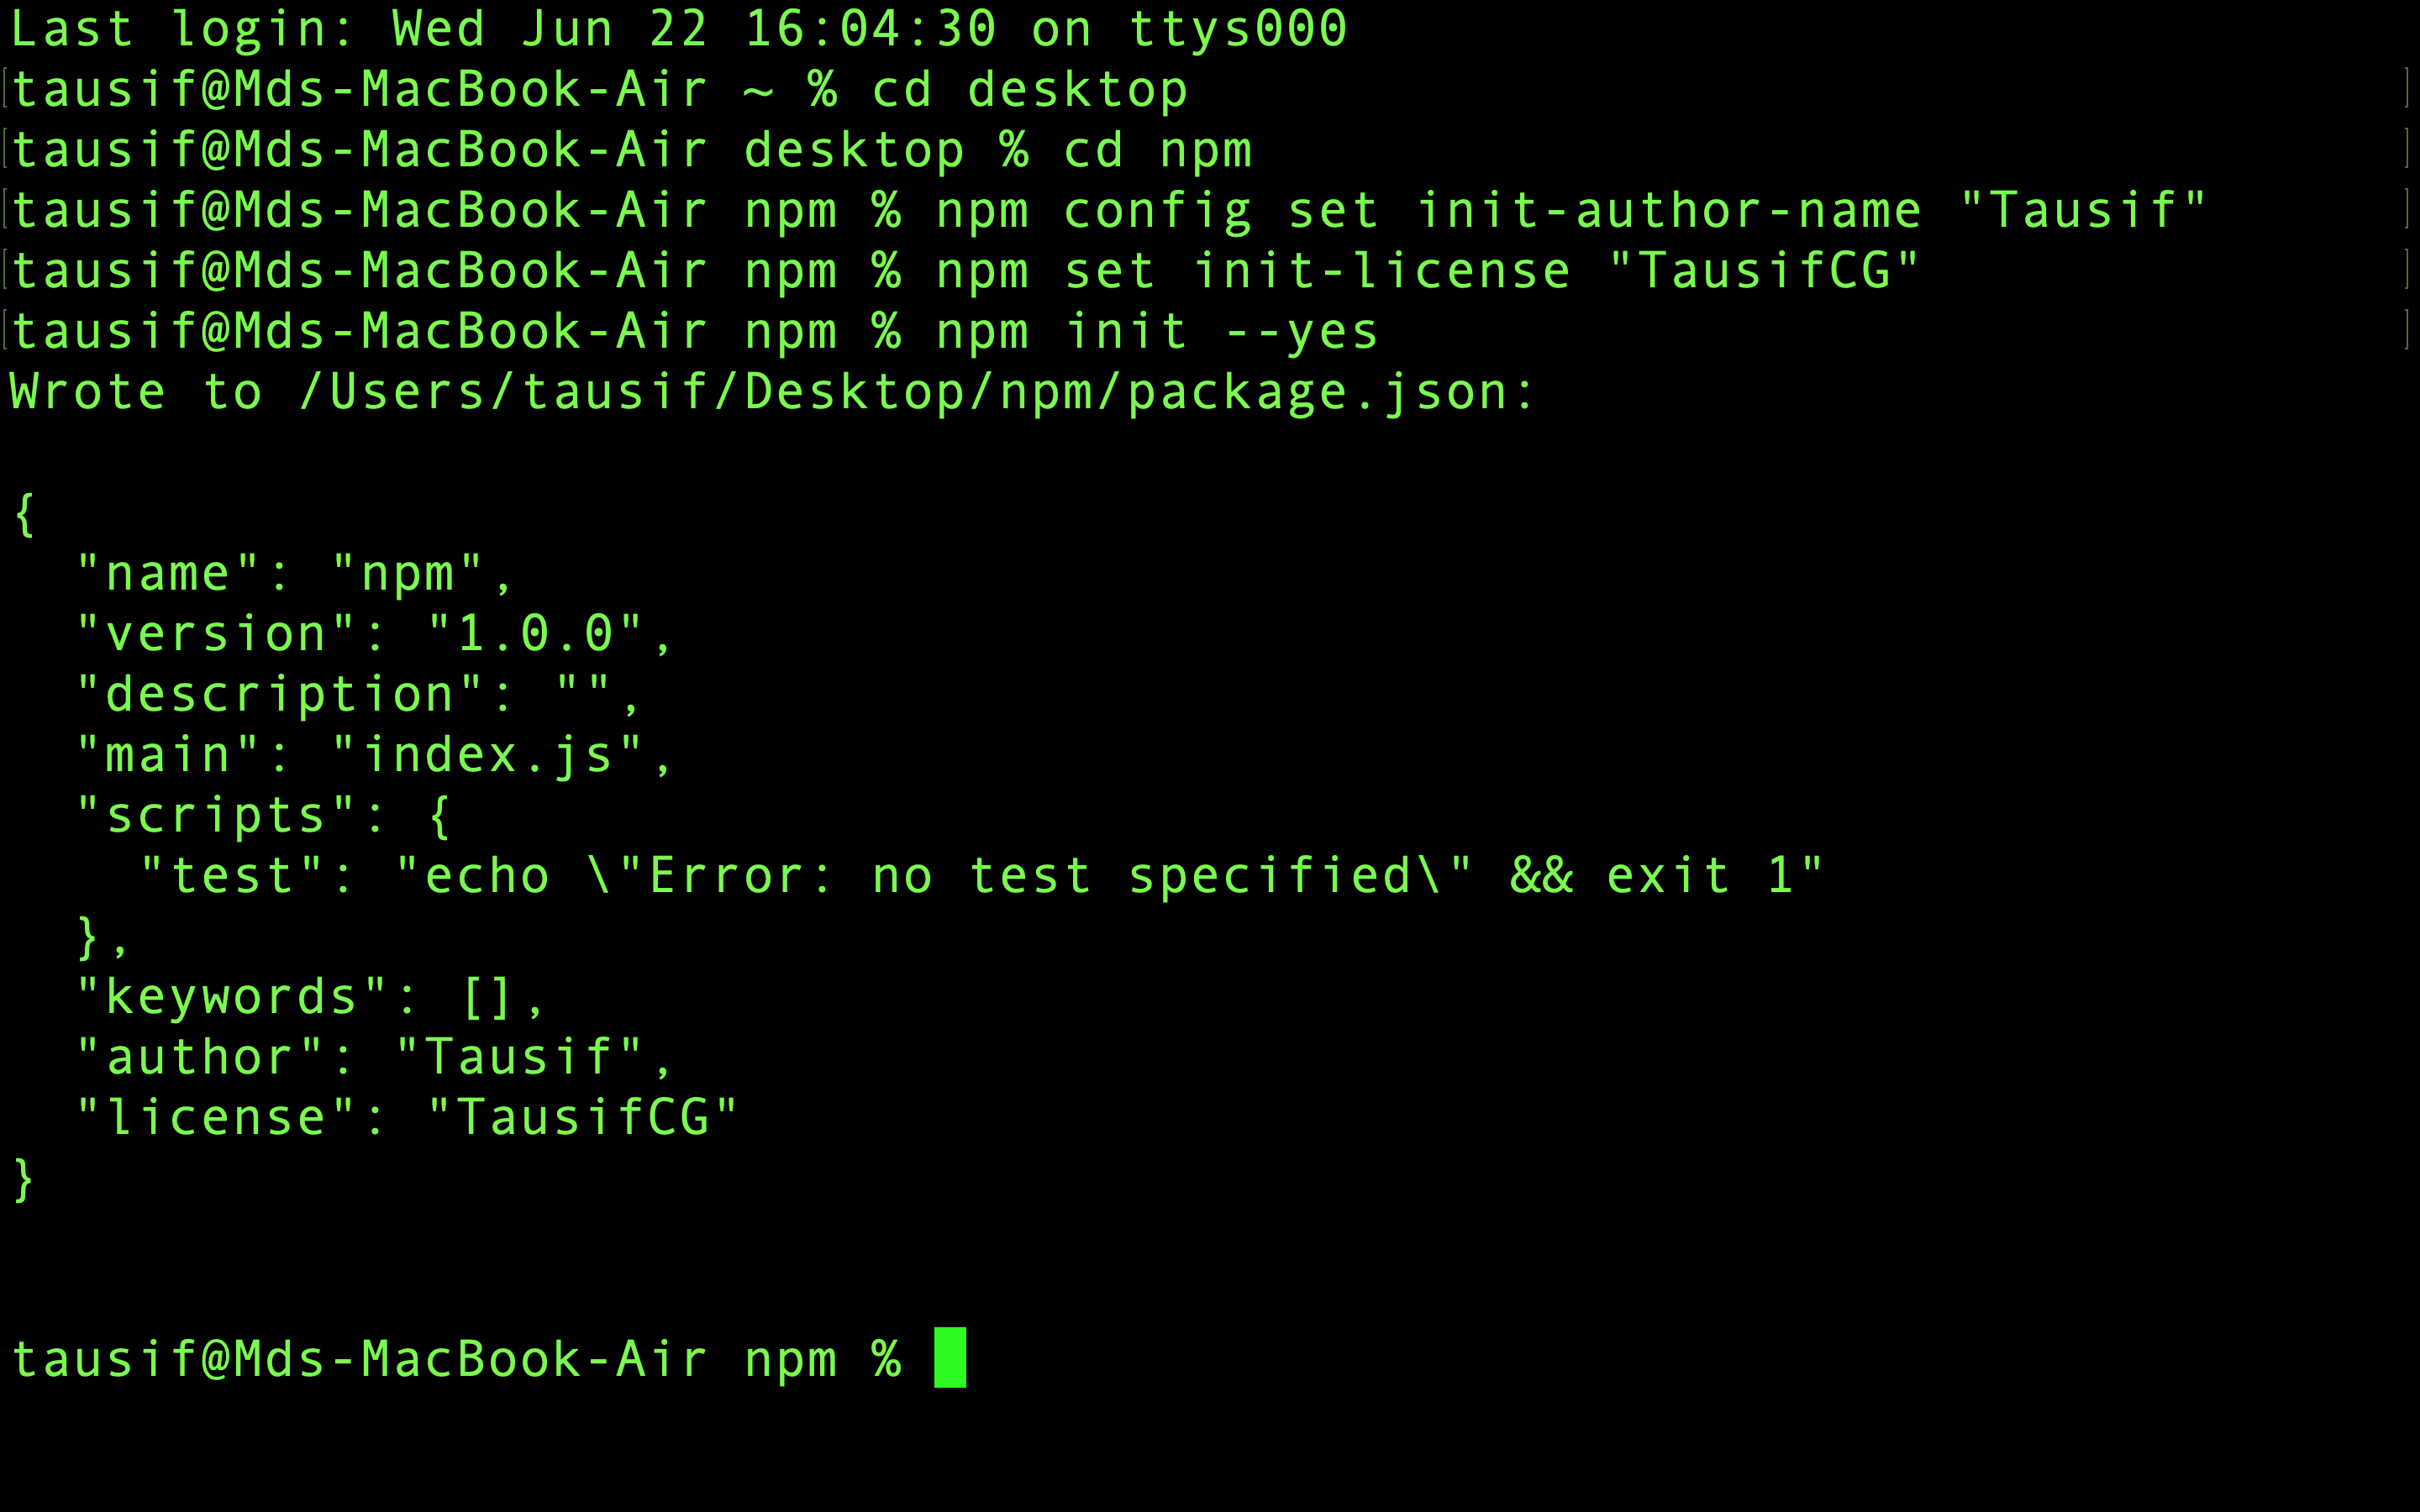 Last login: Wed Jun 22 16:04:30 on ttys000
[tausif@Mds-MacBook-Air ~ % cd desktop ]
[tausif@Mds-MacBook-Air desktop % cd npm ]
[tausif@Mds-MacBook-Air npm % npm config set init-author-name "Tausif" ]
[tausif@Mds-MacBook-Air npm % npm set init-license "TausifCG" ]
[tausif@Mds-MacBook-Air npm % npm init --yes ]
Wrote to /Users/tausif/Desktop/npm/package.json:

{
  "name": "npm",
  "version": "1.0.0",
  "description": "",
  "main": "index.js",
  "scripts": {
    "test": "echo \"Error: no test specified\" && exit 1"
  },
  "keywords": [],
  "author": "Tausif",
  "license": "TausifCG"
}

tausif@Mds-MacBook-Air npm %